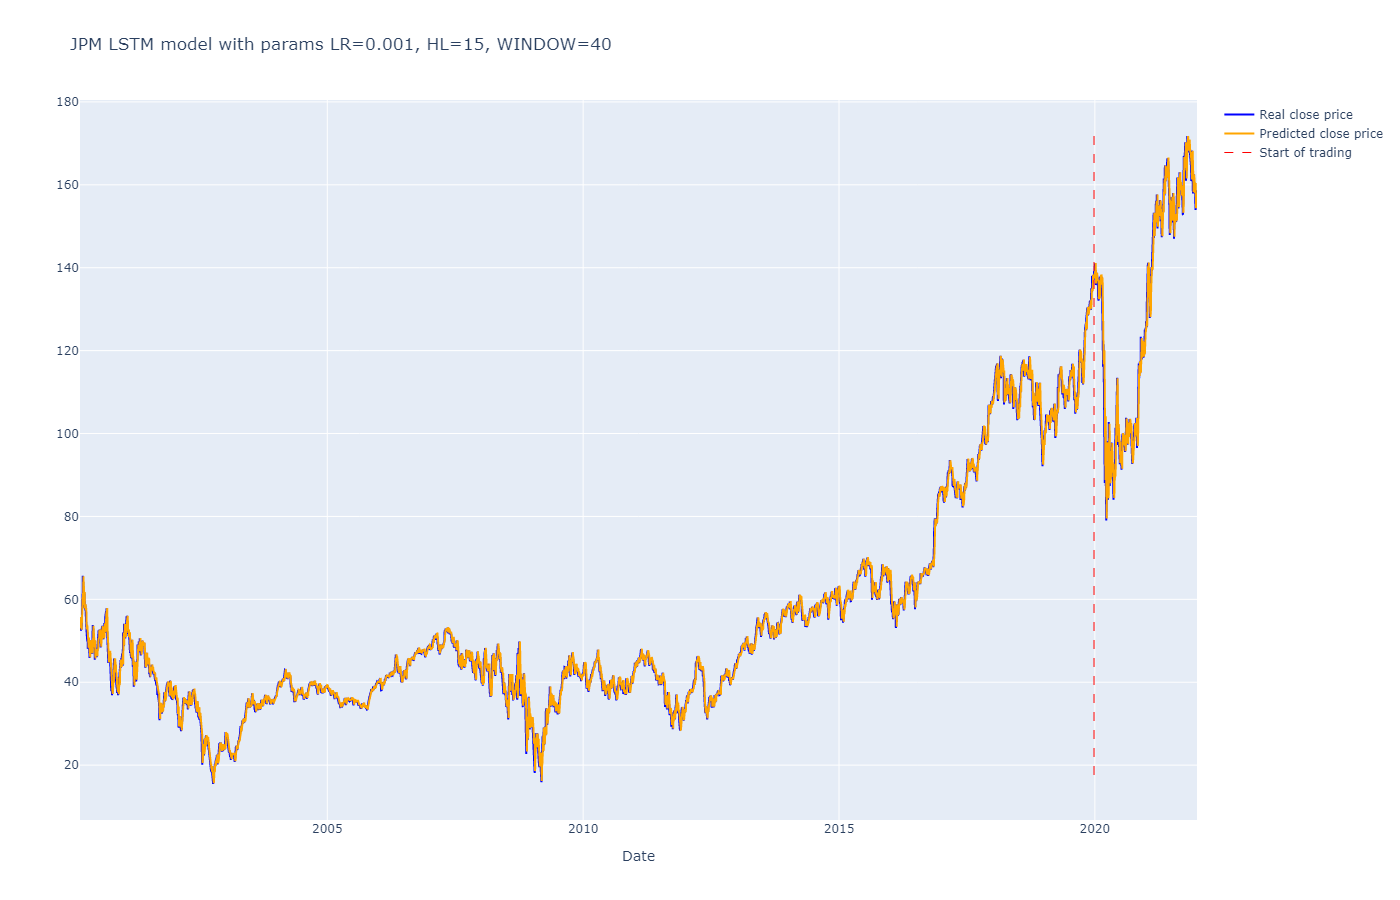 JPM LSTM model with params LR=0.001, HL=15, WINDOW=40
180
160
140
120
100
80
60
40
20
2005
2010
2015
2020
Date
Real close price
Predicted close price
Start of trading